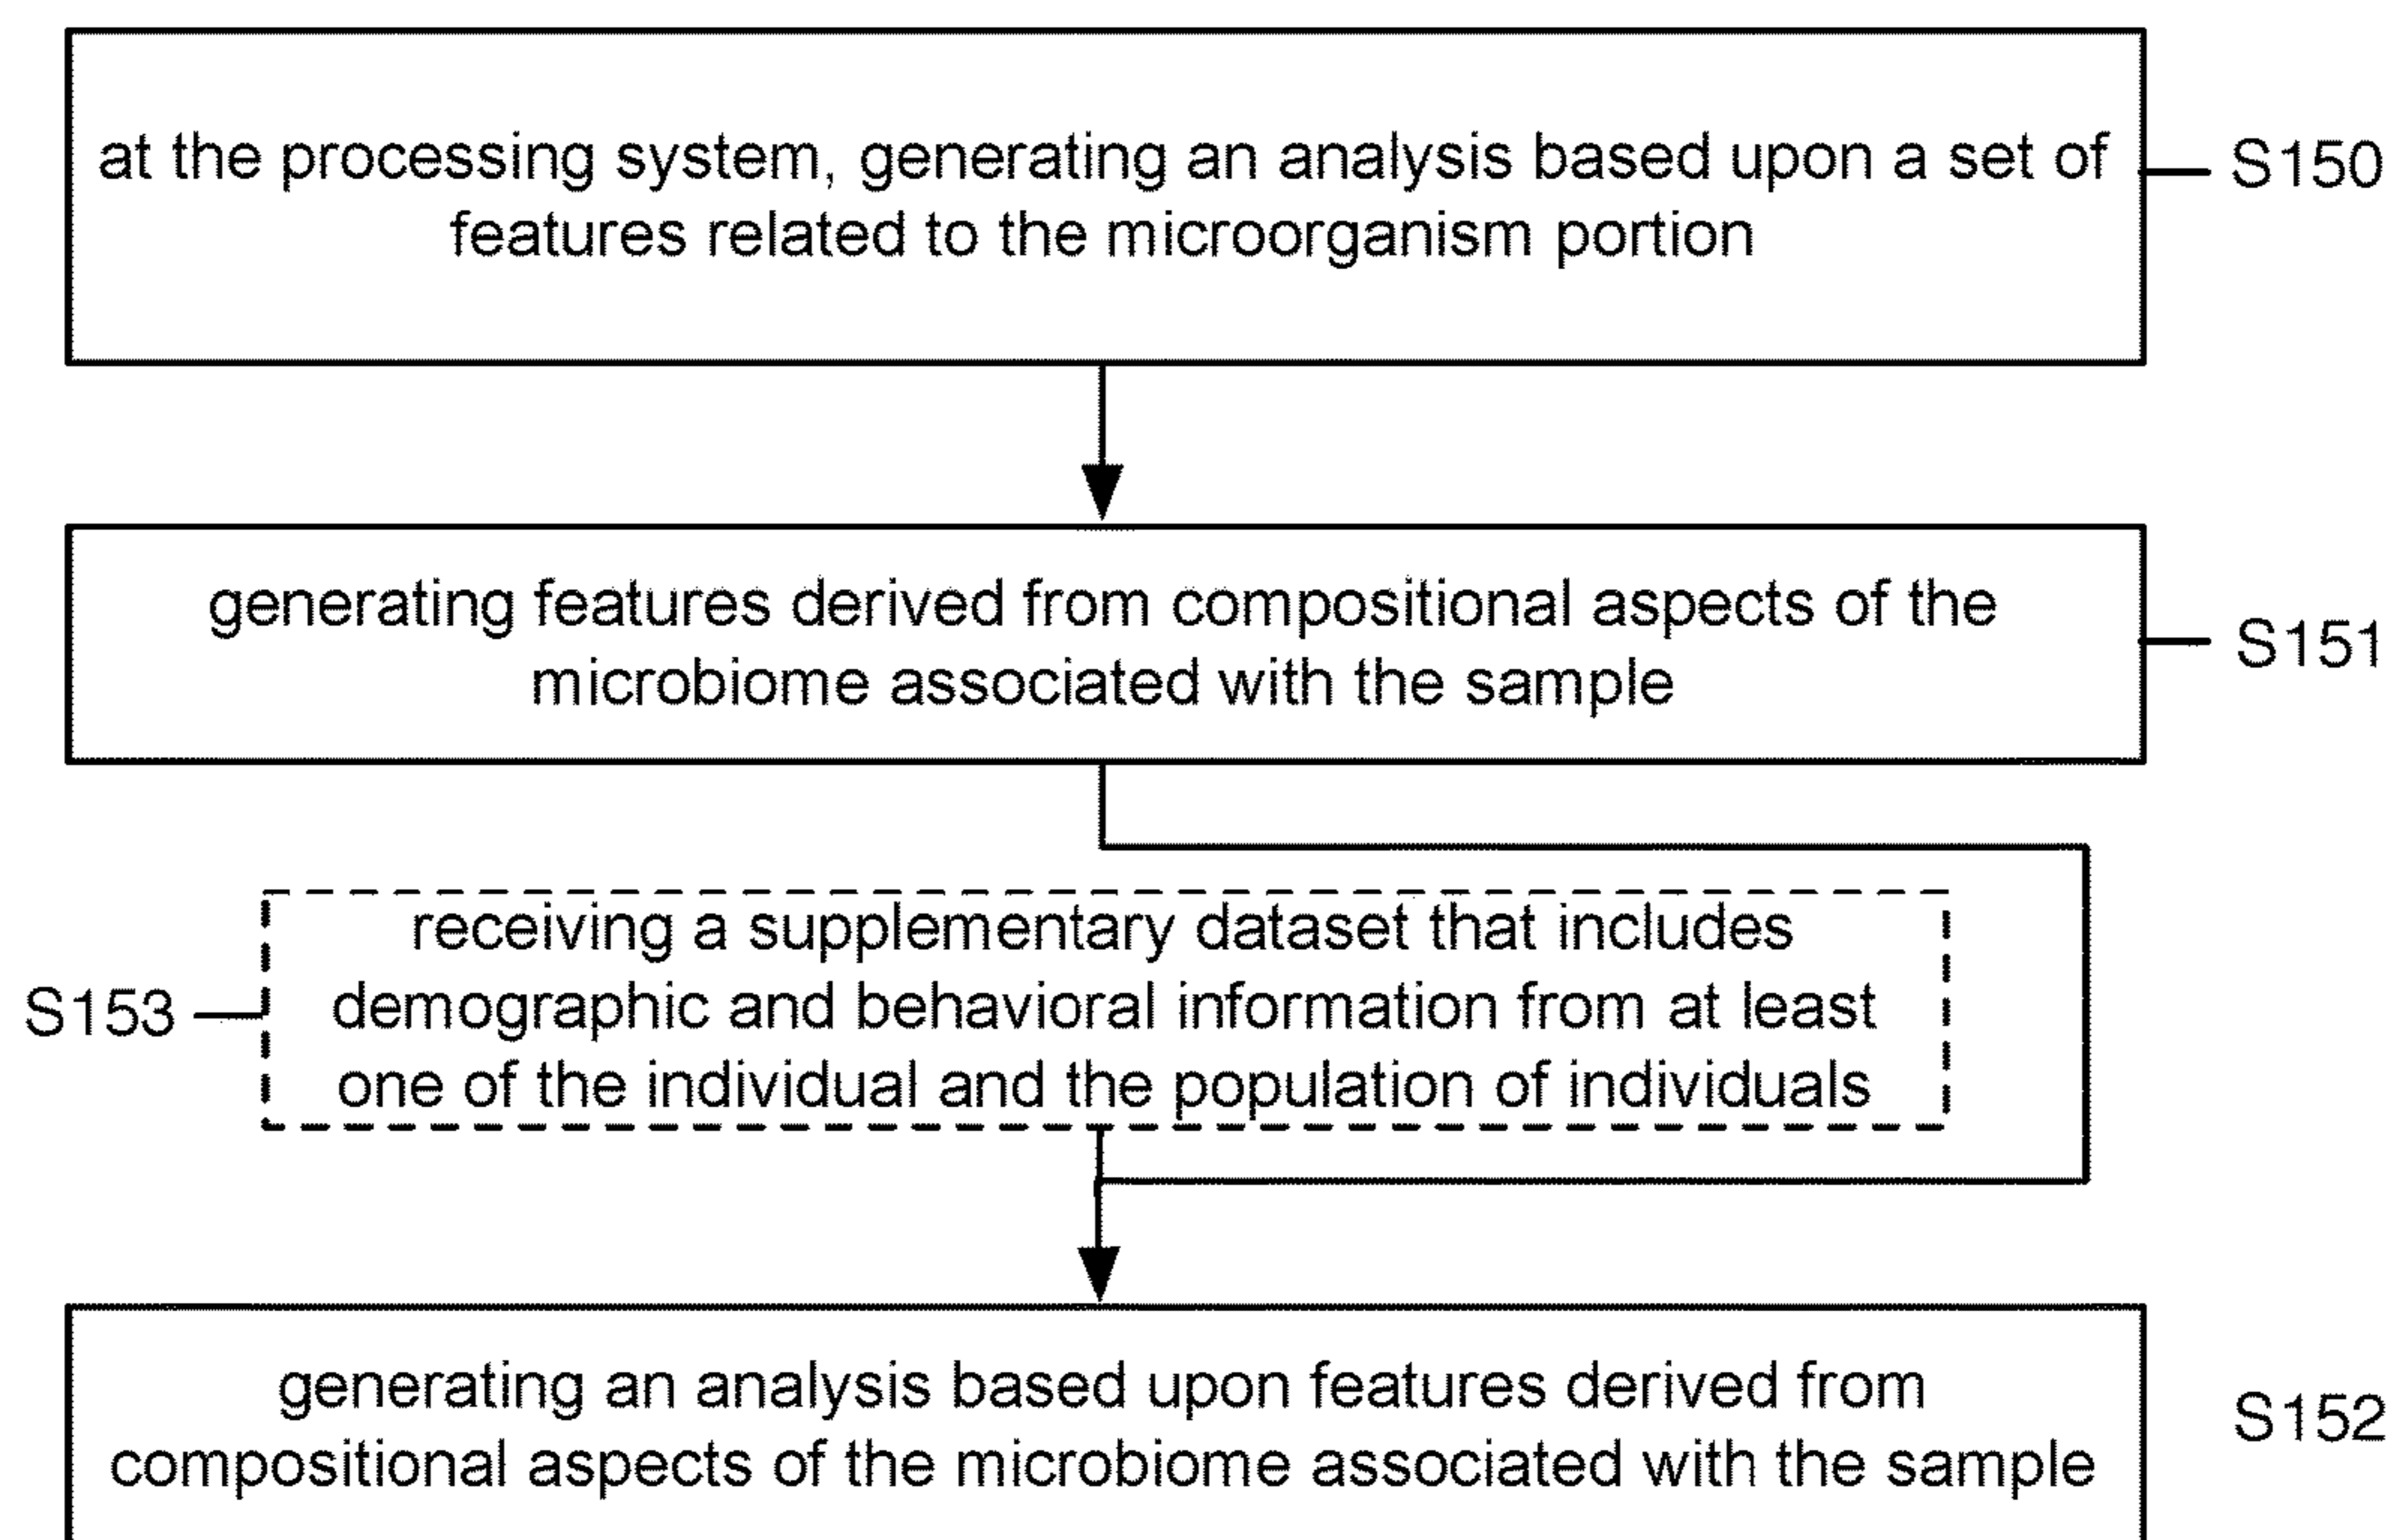 at the processing system, generating an analysis based upon a set of
features related to the microorganism portion
S150
generating features derived from compositional aspects of the
microbiome associated with the sample
S151
receiving a supplementary dataset that includes
demographic and behavioral information from at least
one of the individual and the population of individuals
S153
generating an analysis based upon features derived from
compositional aspects of the microbiome associated with the sample
S152